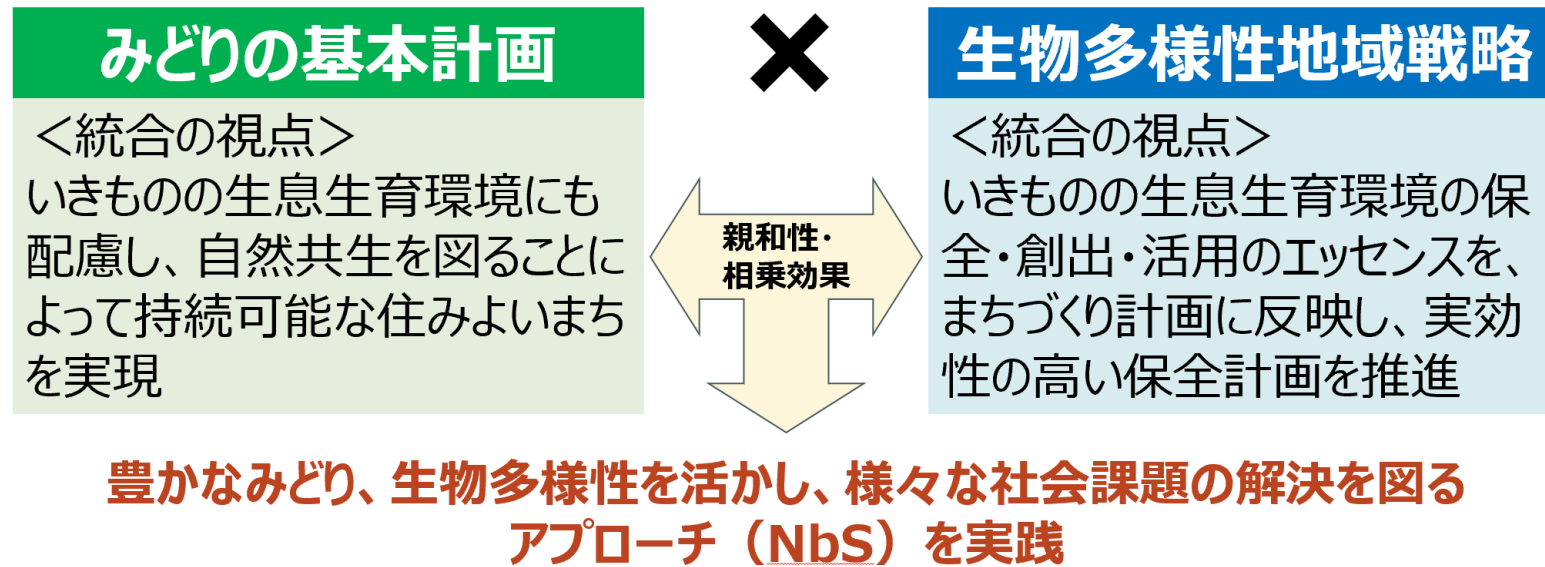 みどりの基本計画
<統合の視点>
いきものの生息生育環境にも
配慮し、自然共生を図ることに
よって持続可能な住みよいまち
を実現
×
親和性・
相乗効果
生物多様性地域戦略
<統合の視点>
いきものの生息生育環境の保
全・創出・活用のエッセンスを、
まちづくり計画に反映し、実効
性の高い保全計画を推進
豊かなみどり、生物多様性を活かし、様々な社会課題の解決を図る
アプローチ（NbS）を実践